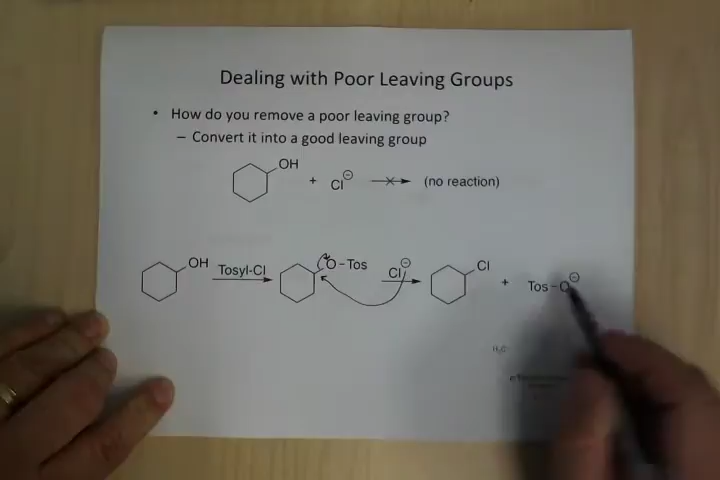 Dealing with Poor Leaving Groups
• How do you remove a poor leaving group?
– Convert it into a good leaving group
OH + Cl⊖ (no reaction)
OH Tosyl-Cl O-Tos Cl⊖ Cl + Tos-O⊖